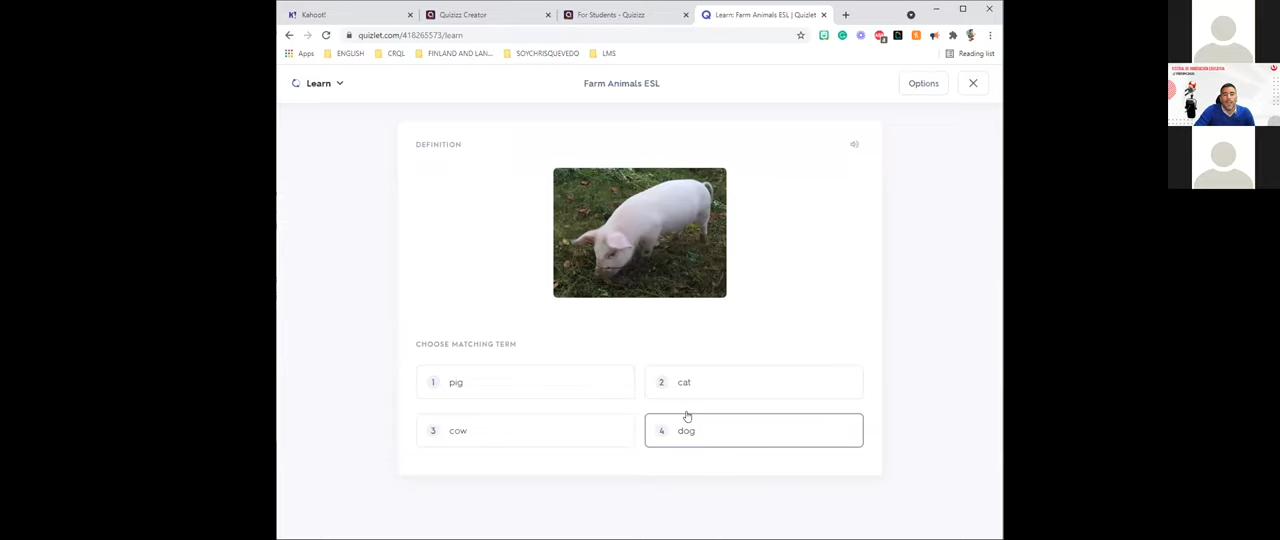 Kahoot!
Quizizz Creator
For Students - Quizizz
Learn: Farm Animals ESL | Quizlet
quizlet.com/418265573/learn
Apps
ENGLISH
CRQL
FINLAND AND LAN...
SOYCHRISQUEVEDO
LMS
Reading list
Learn
Farm Animals ESL
Options
DEFINITION
CHOOSE MATCHING TERM
1 pig
2 cat
3 cow
4 dog